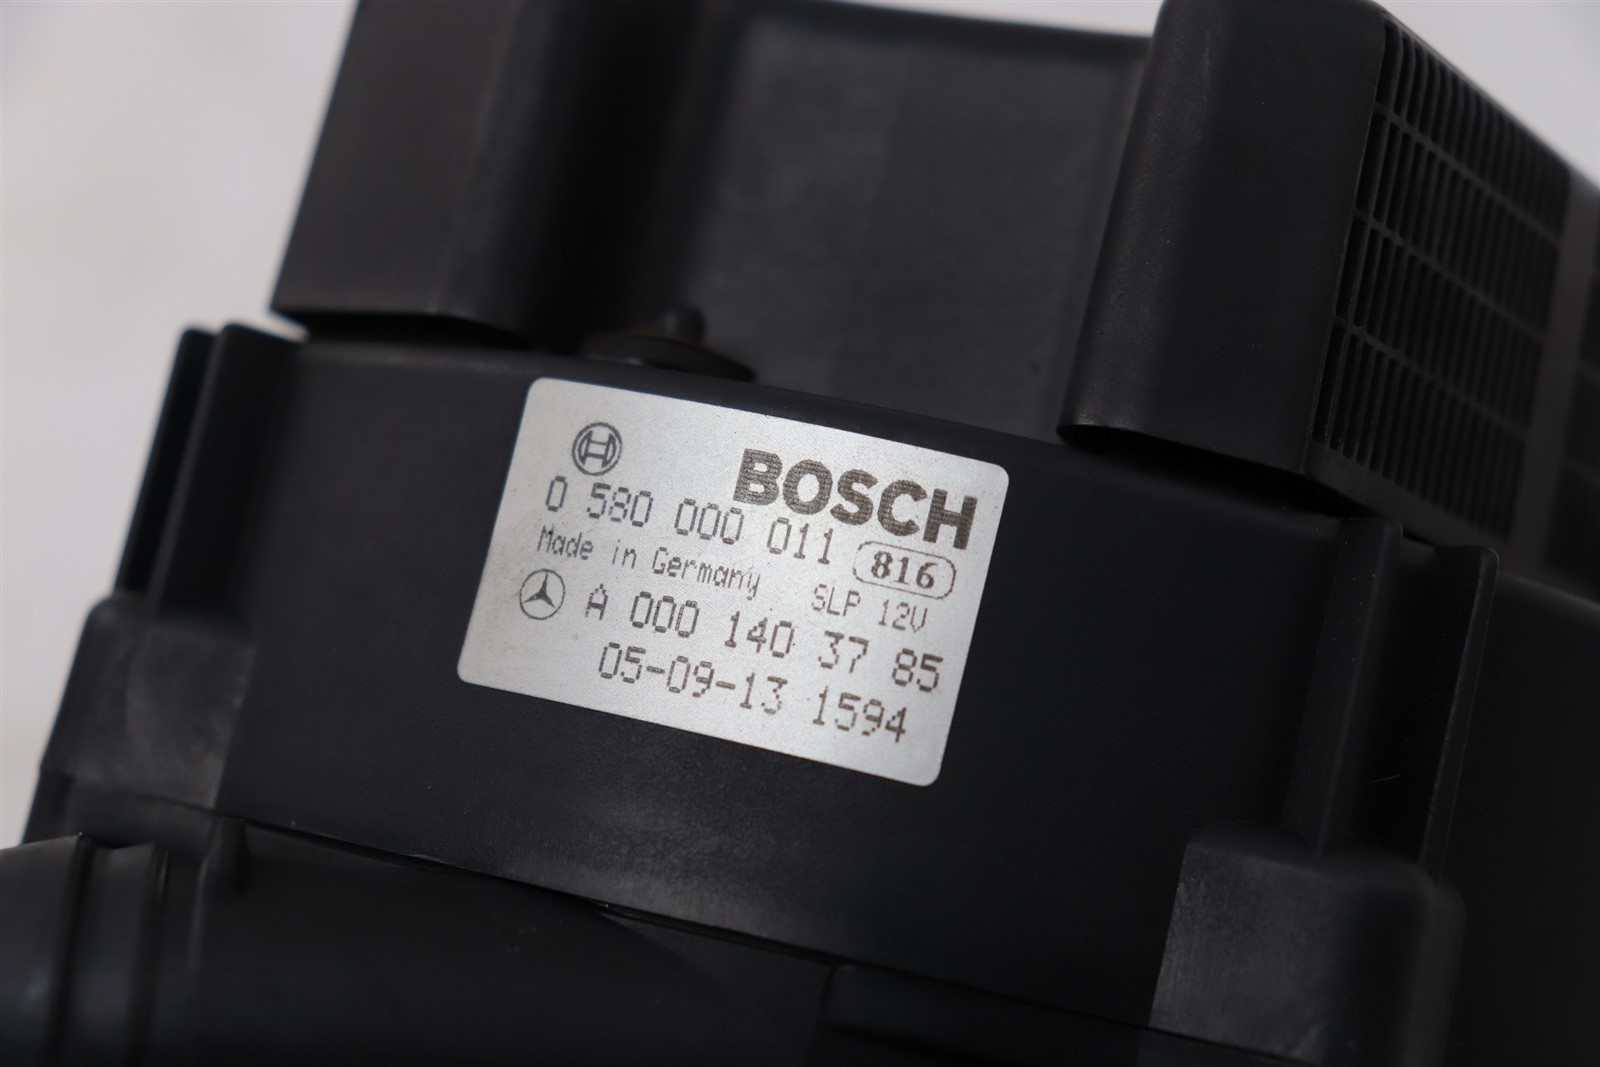 BOSCH
0 580 000 011 816
Made in Germany SLP 12V
A 000 140 37 85
05-09-13 1594